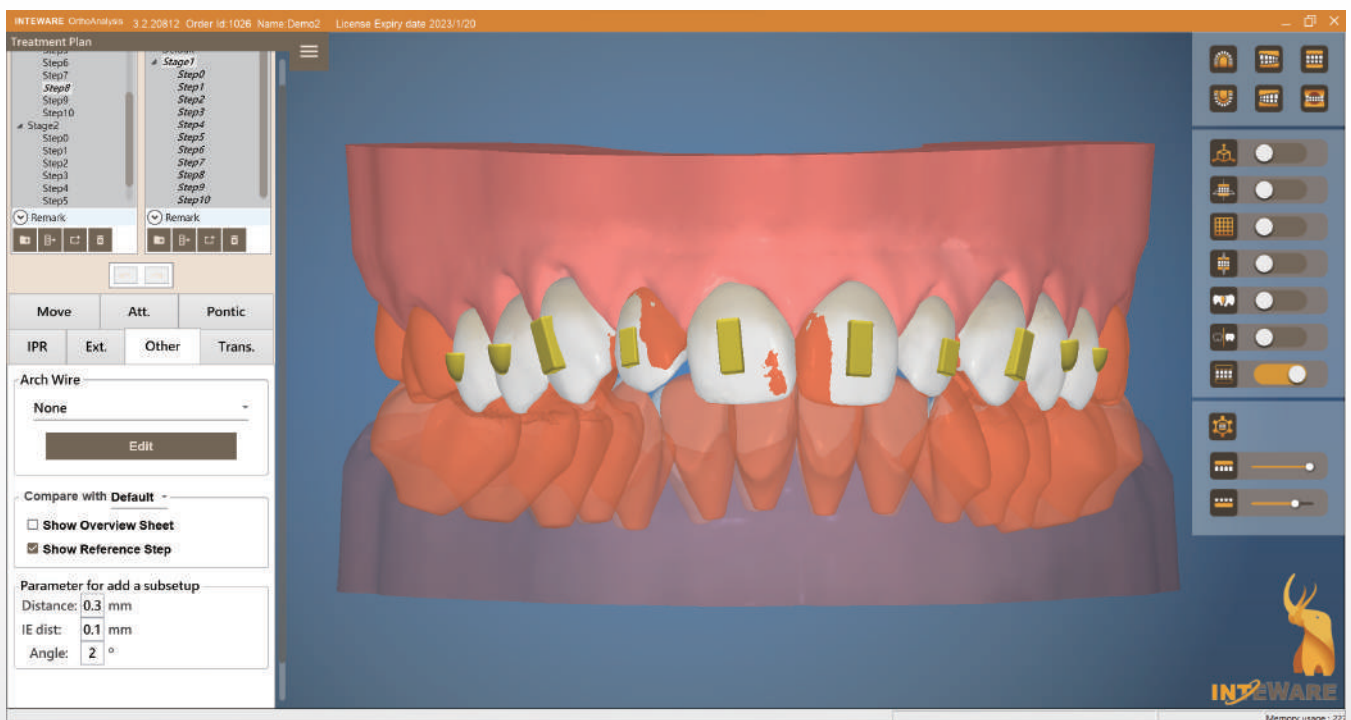 INTEWARE OrthoAnalysis 3.2.20812 Order Id:1026 Name:Demo2 License Expiry date 2023/1/20
Treatment Plan
Step6
Step7
Step8
Step9
Step10
Stage2
Step0
Step1
Step2
Step3
Step4
Step5
Remark
Stage1
Step0
Step1
Step2
Step3
Step4
Step5
Step6
Step7
Step8
Step9
Step10
Remark
Move Att. Pontic
IPR Ext. Other Trans.
Arch Wire
None
Edit
Compare with Default
Show Overview Sheet
Show Reference Step
Parameter for add a subsetup
Distance: 0.3 mm
IE dist: 0.1 mm
Angle: 2 °
INTEWARE
Memory usage : 22